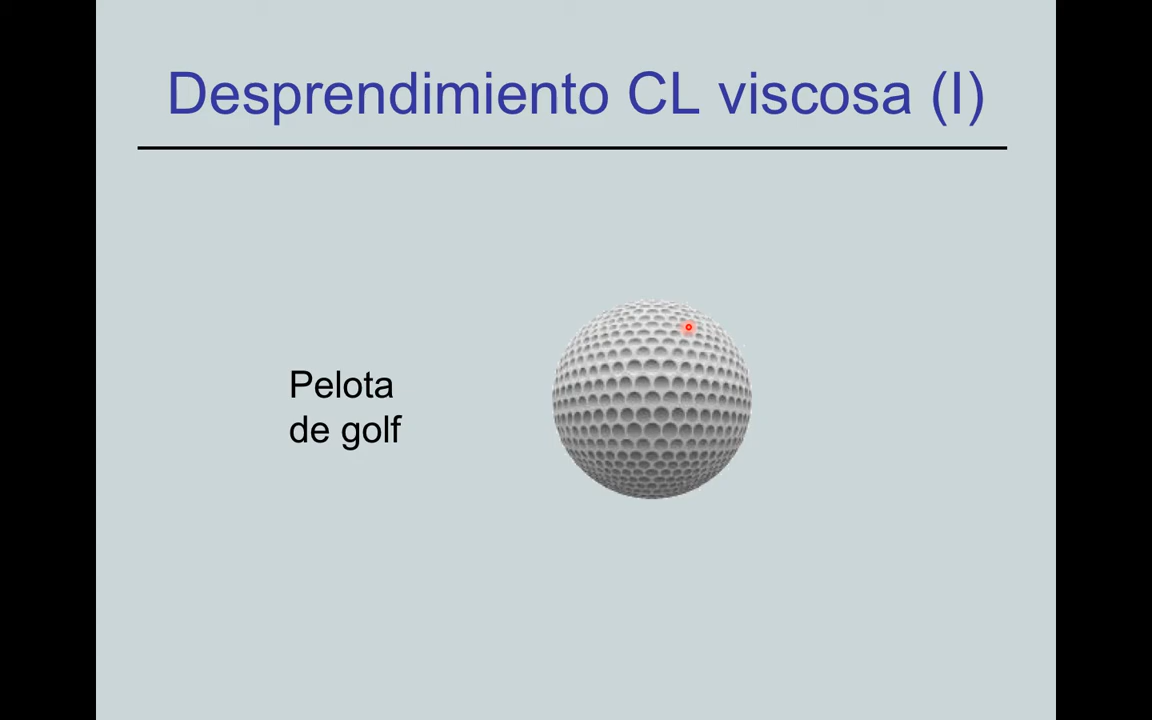 Desprendimiento CL viscosa (I)
Pelota
de golf